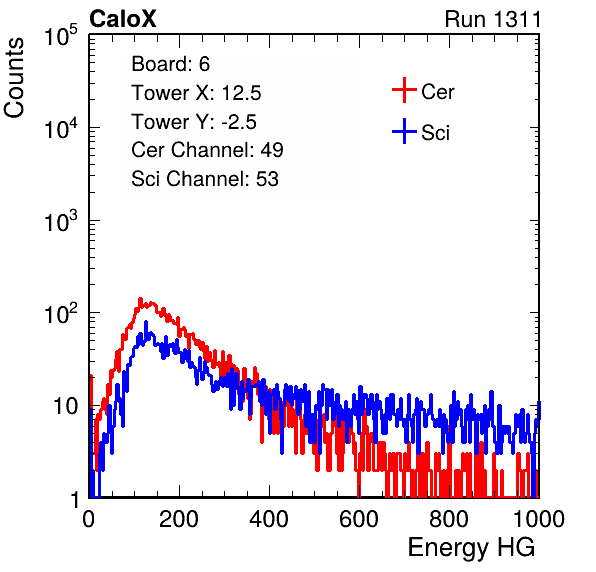 CaloX Run 1311
Counts
10^5
10^4
10^3
10^2
10
1
Board: 6
Tower X: 12.5
Tower Y: -2.5
Cer Channel: 49
Sci Channel: 53
Cer
Sci
0 200 400 600 800 1000
Energy HG